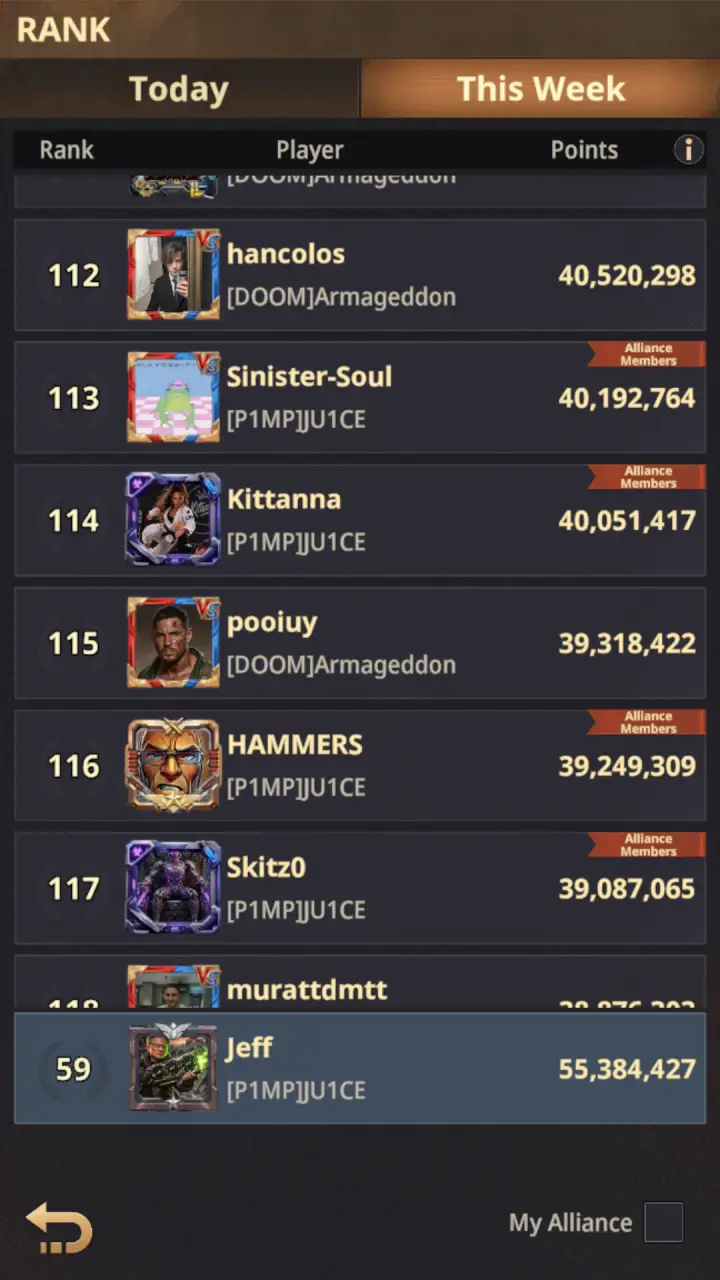 RANK
Today
This Week
Rank
Player
Points
[DOOM]Armageddon
112
hancolos
[DOOM]Armageddon
40,520,298
113
Sinister-Soul
[P1MP]JU1CE
Alliance
Members
40,192,764
114
Kittanna
[P1MP]JU1CE
Alliance
Members
40,051,417
115
pooiuy
[DOOM]Armageddon
39,318,422
116
HAMMERS
[P1MP]JU1CE
Alliance
Members
39,249,309
117
Skitz0
[P1MP]JU1CE
Alliance
Members
39,087,065
118
murattdmtt
59
Jeff
[P1MP]JU1CE
55,384,427
My Alliance